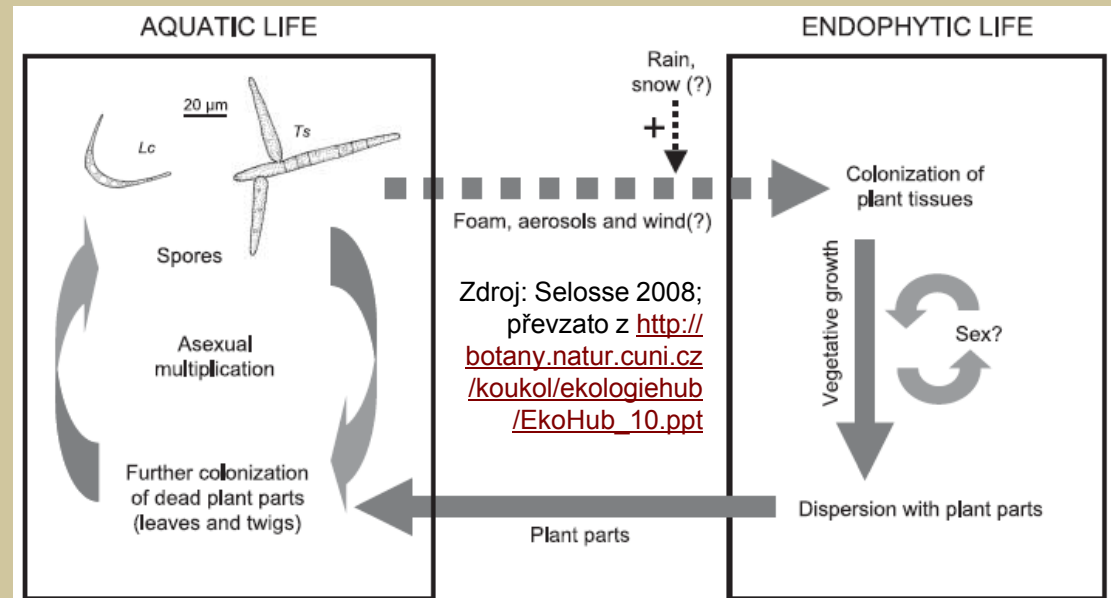 AQUATIC LIFE
ENDOPHYTIC LIFE
20 µm
Lc
Ts
Rain,
snow (?)
+
Foam, aerosols and wind(?)
Colonization of
plant tissues
Spores
Asexual
multiplication
Further colonization
of dead plant parts
(leaves and twigs)
Zdroj: Selosse 2008;
převzato z http://
botany.natur.cuni.cz
/koukol/ekologiehub
/EkoHub_10.ppt
Vegetative growth
Sex?
Dispersion with plant parts
Plant parts